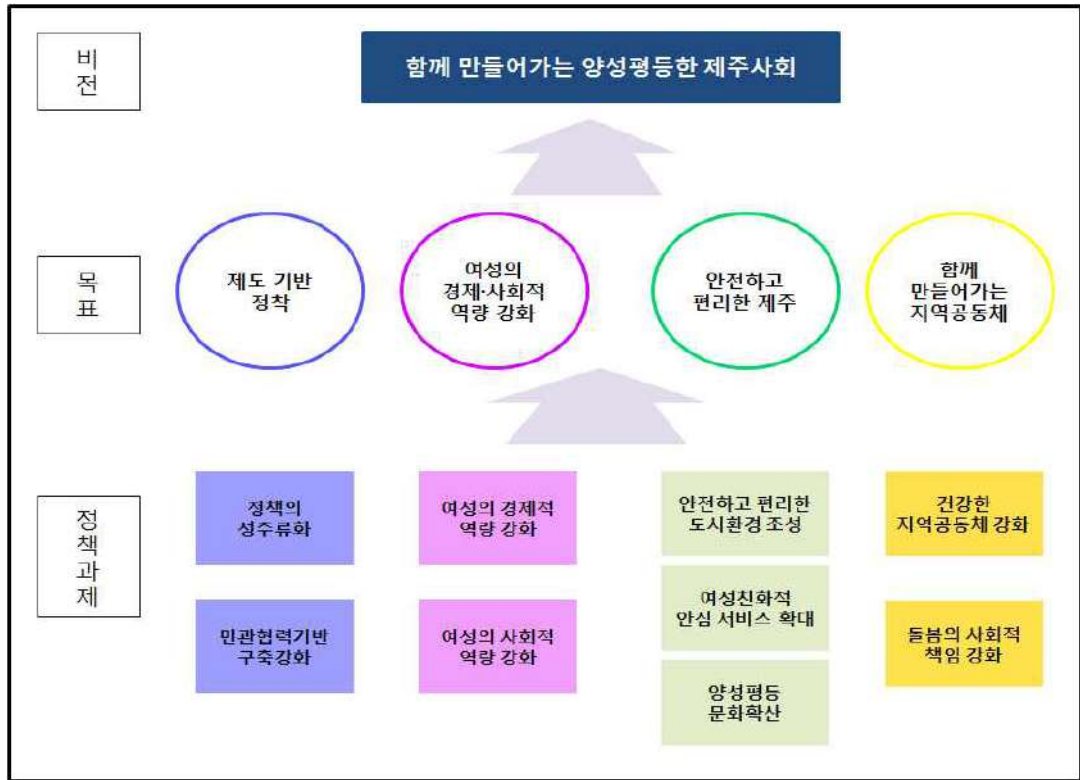 비
전
함께 만들어가는 양성평등한 제주사회
목
표
제도 기반
정착
여성의
경제·사회적
역량 강화
안전하고
편리한 제주
함께
만들어가는
지역공동체
정
책
과
제
정책의
성주류화
여성의 경제적
역량 강화
안전하고 편리한
도시환경 조성
건강한
지역공동체 강화
민관협력기반
구축강화
여성의 사회적
역량 강화
여성친화적
안심 서비스 확대
양성평등
문화확산
돌봄의 사회적
책임 강화